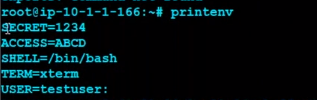 root@ip-10-1-1-166:~# printenv
SECRET=1234
ACCESS=ABCD
SHELL=/bin/bash
TERM=xterm
USER=testuser: